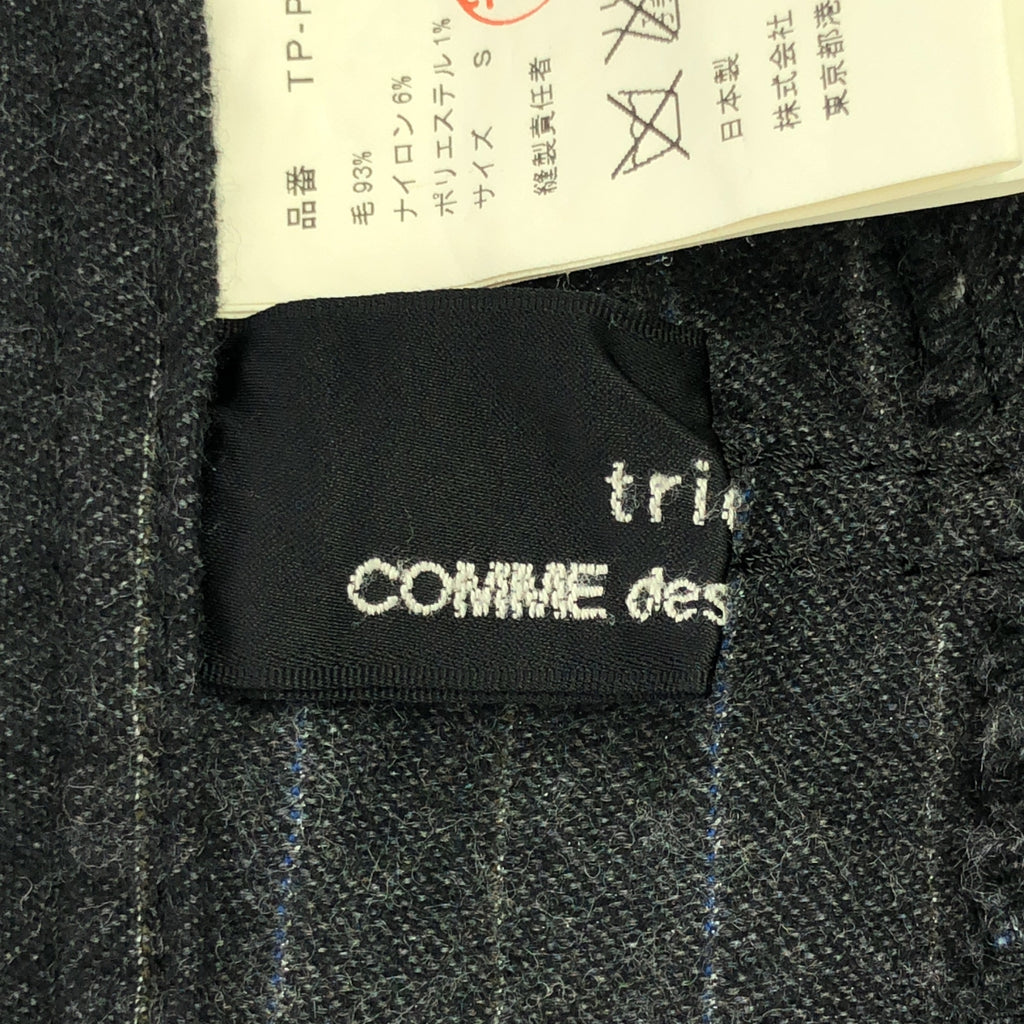 品番 TP-P
毛 93%
ナイロン 6%
ポリエステル 1%
サイズ S
縫製責任者
日本製
株式会社
東京都港
tri
COMME des